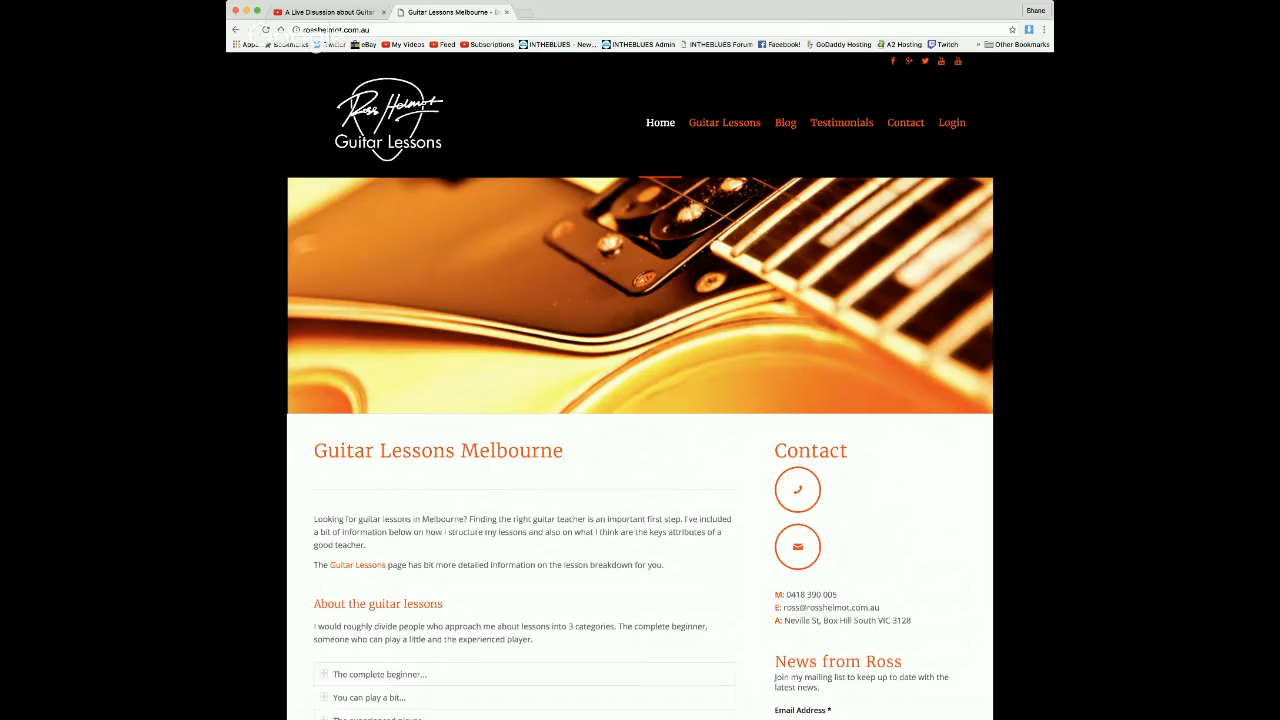 A Live Disussion about Guitar
Guitar Lessons Melbourne -
Shane
rosshelmot.com.au
Apps
Bookmarks
Twitter
eBay
My Videos
Feed
Subscriptions
INTHEBLUES - New...
INTHEBLUES Admin
INTHEBLUES Forum
Facebook!
GoDaddy Hosting
A2 Hosting
Twitch
»
Other Bookmarks
Ross Helmot
Guitar Lessons
Home
Guitar Lessons
Blog
Testimonials
Contact
Login
Guitar Lessons Melbourne
Looking for guitar lessons in Melbourne? Finding the right guitar teacher is an important first step. I've included
a bit of information below on how I structure my lessons and also on what I think are the keys attributes of a
good teacher.
The Guitar Lessons page has bit more detailed information on the lesson breakdown for you.
About the guitar lessons
I would roughly divide people who approach me about lessons into 3 categories. The complete beginner,
someone who can play a little and the experienced player.
The complete beginner...
You can play a bit...
The experienced player
Contact
M: 0418 390 005
E: ross@rosshelmot.com.au
A: Neville St, Box Hill South VIC 3128
News from Ross
Join my mailing list to keep up to date with the
latest news.
Email Address *